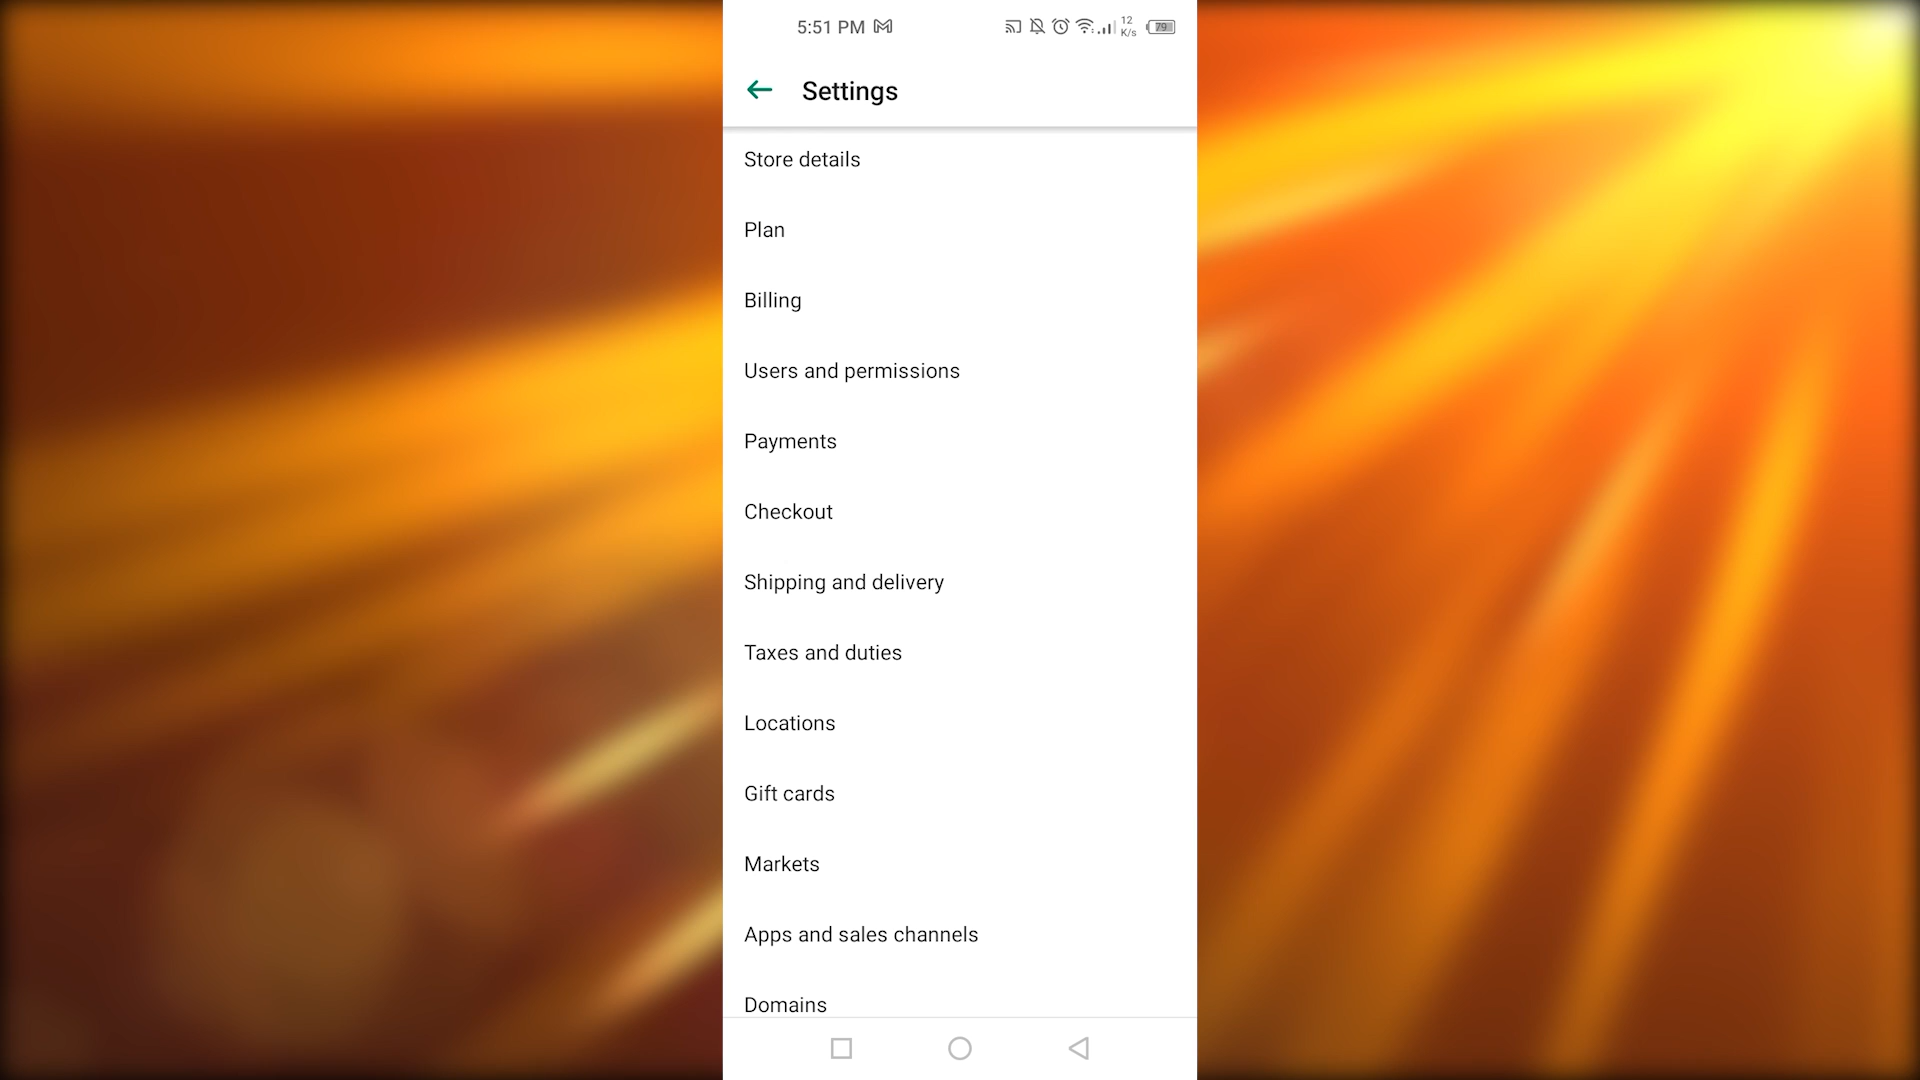 5:51 PM
12
K/s
79
Settings
Store details
Plan
Billing
Users and permissions
Payments
Checkout
Shipping and delivery
Taxes and duties
Locations
Gift cards
Markets
Apps and sales channels
Domains